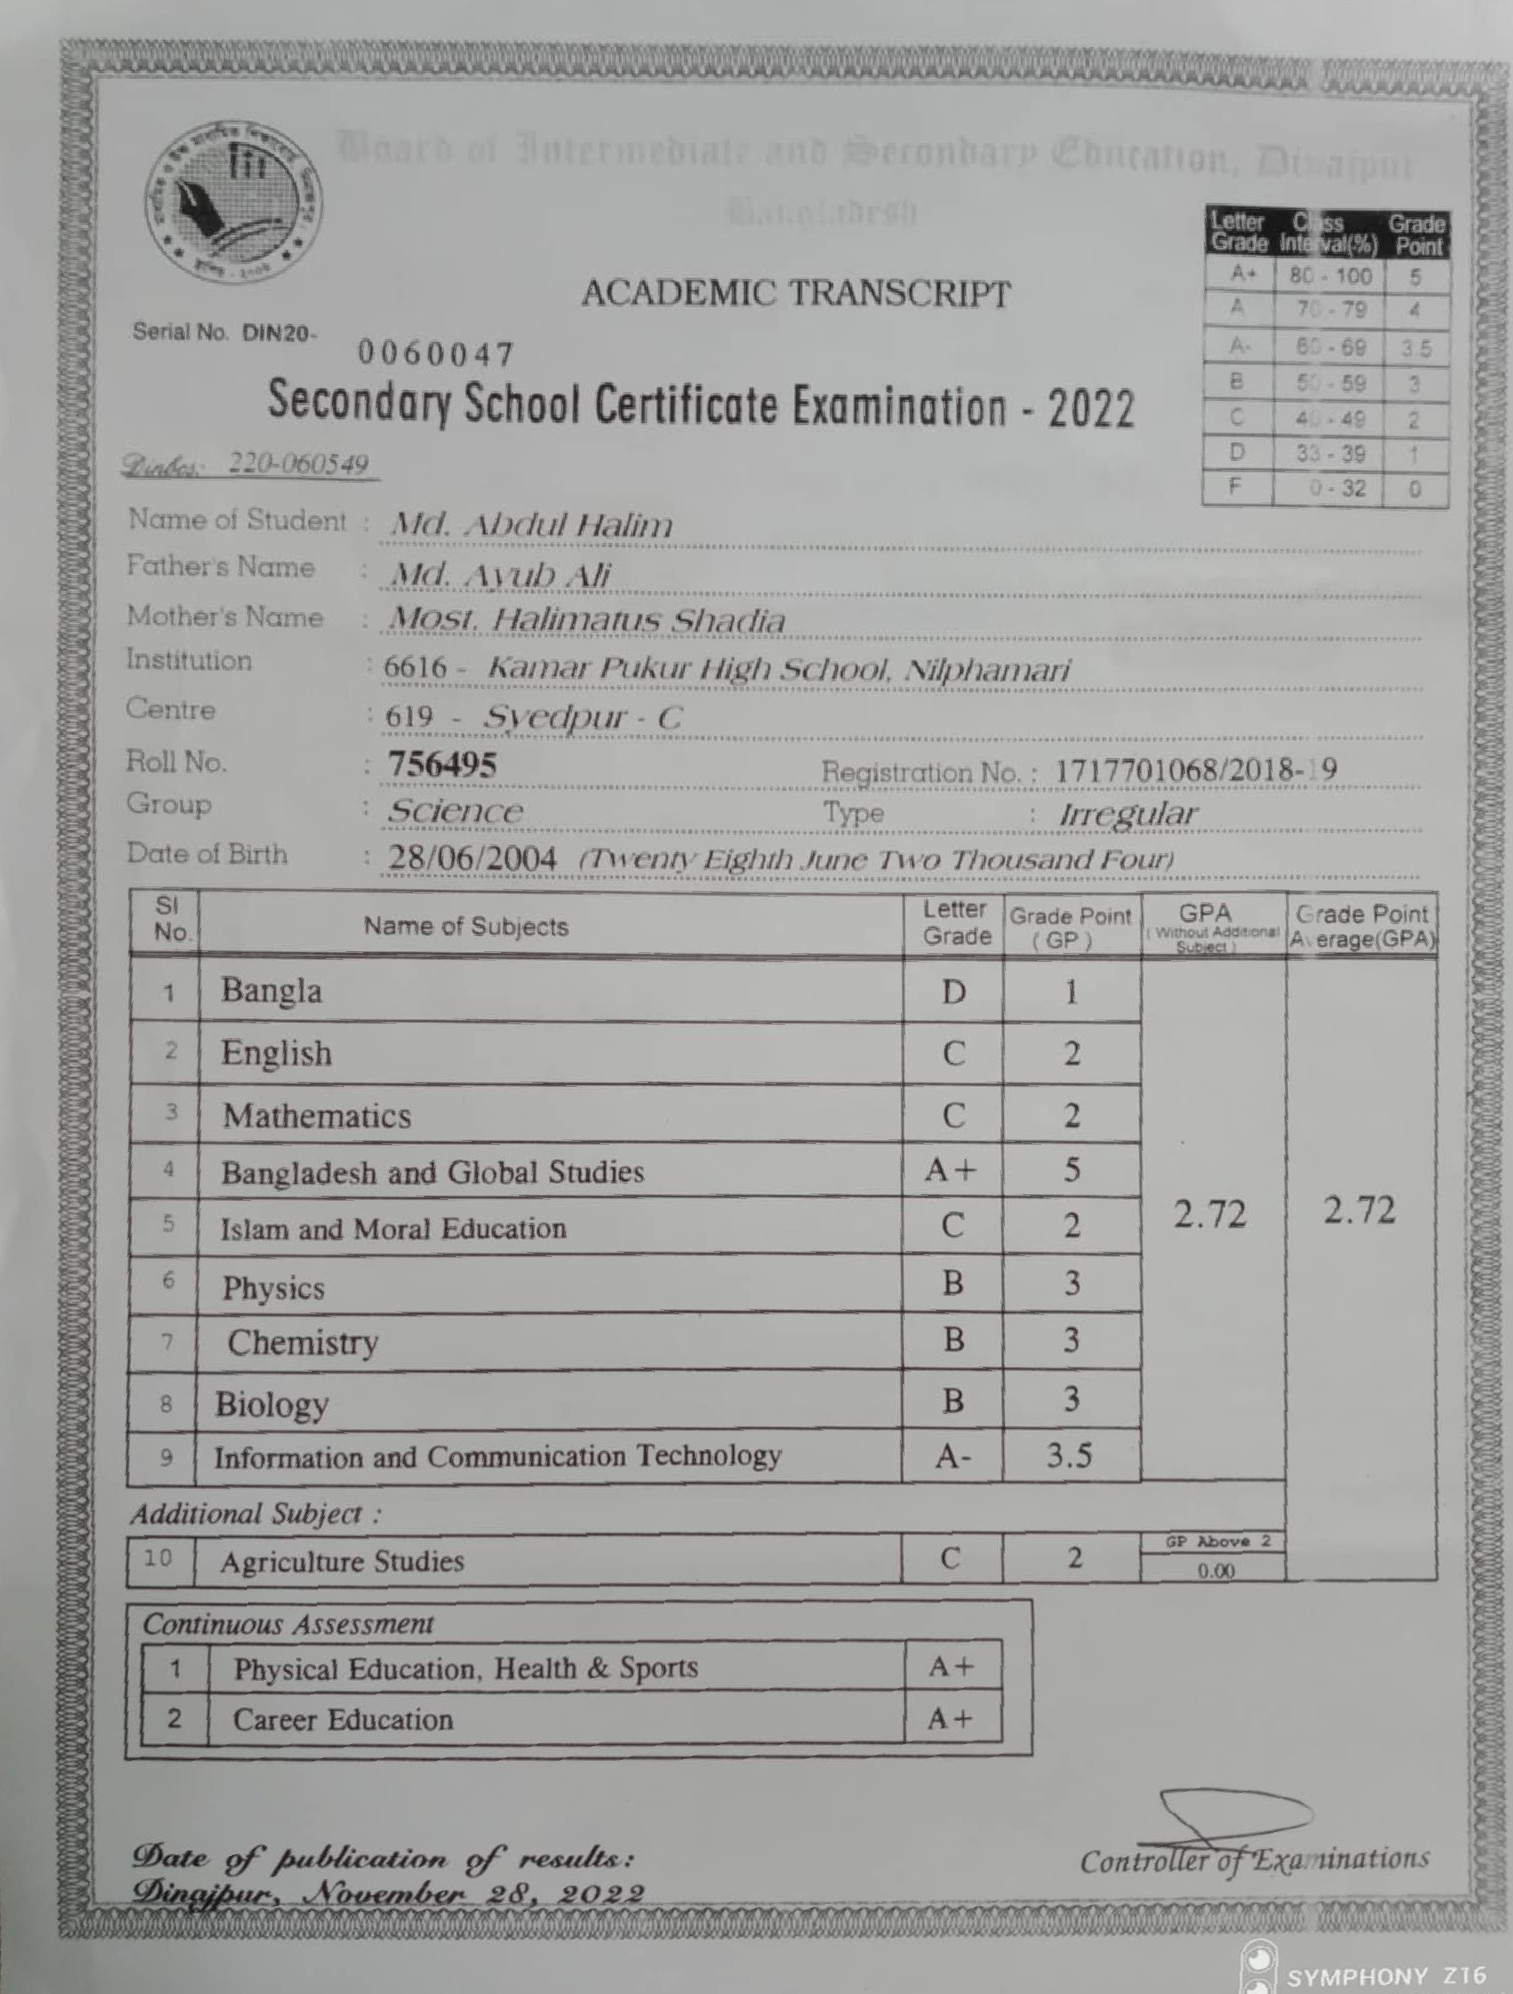 Board of Intermediate and Secondary Education, Dinajpur
Bangladesh
Letter Grade Class Interval(%) Grade Point
A+ 80 - 100 5
A 70 - 79 4
A- 60 - 69 3.5
B 50 - 59 3
C 40 - 49 2
D 33 - 39 1
F 0 - 32 0
ACADEMIC TRANSCRIPT
Serial No. DIN20-
0060047
Secondary School Certificate Examination - 2022
Dinbos: 220-060549
Name of Student : Md. Abdul Halim
Father's Name : Md. Ayub Ali
Mother's Name : Most. Halimatus Shadia
Institution : 6616 - Kamar Pukur High School, Nilphamari
Centre : 619 - Syedpur - C
Roll No. : 756495 Registration No. : 1717701068/2018-19
Group : Science Type : Irregular
Date of Birth : 28/06/2004 (Twenty Eighth June Two Thousand Four)
Sl No. Name of Subjects Letter Grade Grade Point (GP) GPA (Without Additional Subject) Grade Point Average(GPA)
1 Bangla D 1
2 English C 2
3 Mathematics C 2
4 Bangladesh and Global Studies A+ 5
5 Islam and Moral Education C 2 2.72 2.72
6 Physics B 3
7 Chemistry B 3
8 Biology B 3
9 Information and Communication Technology A- 3.5
Additional Subject :
10 Agriculture Studies C 2 GP Above 2
0.00
Continuous Assessment
1 Physical Education, Health & Sports A+
2 Career Education A+
Date of publication of results:
Dinajpur, November 28, 2022
Controller of Examinations
SYMPHONY Z16